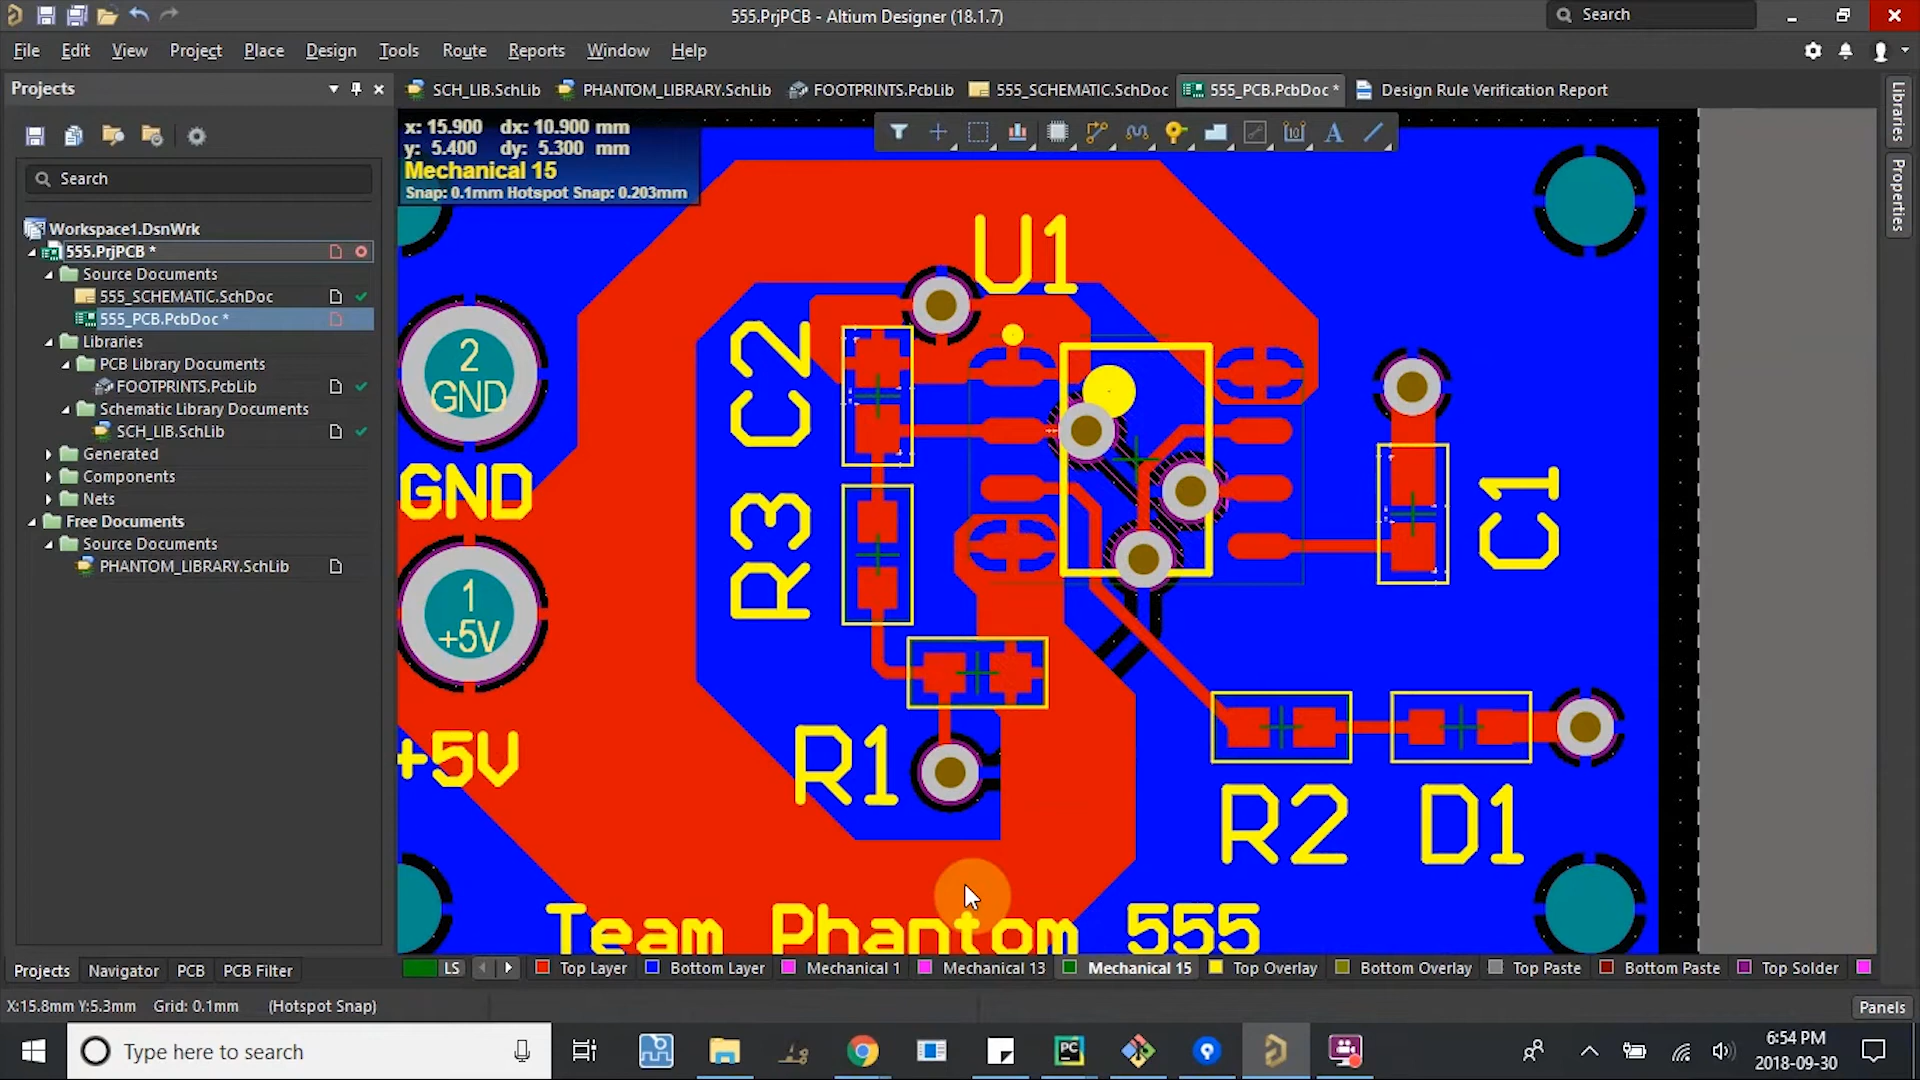 555.PrjPCB - Altium Designer (18.1.7)
Search
File Edit View Project Place Design Tools Route Reports Window Help
Projects
SCH_LIB.SchLib PHANTOM_LIBRARY.SchLib FOOTPRINTS.PcbLib 555_SCHEMATIC.SchDoc 555_PCB.PcbDoc * Design Rule Verification Report
Libraries
Properties
x: 15.900 dx: 10.900 mm
y: 5.400 dy: 5.300 mm
Mechanical 15
Snap: 0.1mm Hotspot Snap: 0.203mm
Search
Workspace1.DsnWrk
555.PrjPCB *
Source Documents
555_SCHEMATIC.SchDoc
555_PCB.PcbDoc *
Libraries
PCB Library Documents
FOOTPRINTS.PcbLib
Schematic Library Documents
SCH_LIB.SchLib
Generated
Components
Nets
Free Documents
Source Documents
PHANTOM_LIBRARY.SchLib
U1
C2
2
GND
GND
R3
C1
1
+5V
+5V
R1
R2 D1
Team Phantom 555
Projects Navigator PCB PCB Filter
LS Top Layer Bottom Layer Mechanical 1 Mechanical 13 Mechanical 15 Top Overlay Bottom Overlay Top Paste Bottom Paste Top Solder
X:15.8mm Y:5.3mm Grid: 0.1mm (Hotspot Snap)
Panels
Type here to search
PC
6:54 PM
2018-09-30